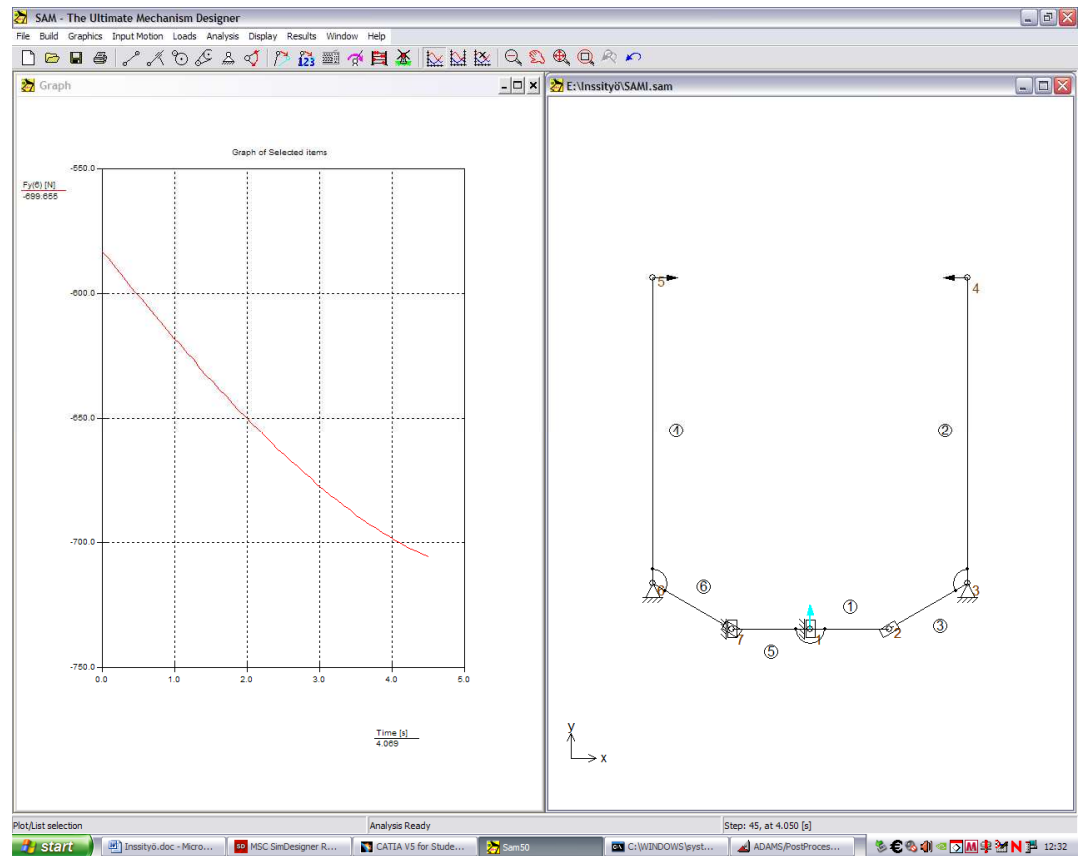 SAM - The Ultimate Mechanism Designer
File Build Graphics Input Motion Loads Analysis Display Results Window Help
123
Graph
E:\Inssityö\SAMI.sam
Graph of Selected items
Fy(6) [N]
-699.655
-550.0
-600.0
-650.0
-700.0
-750.0
0.0 1.0 2.0 3.0 4.0 5.0
Time [s]
4.069
5
4
4
2
6
6
3
1
3
7
1
2
5
y
x
Plot/List selection
Analysis Ready
Step: 45, at 4.050 [s]
start
Inssityö.doc - Micro...
MSC SimDesigner R...
CATIA V5 for Stude...
Sam50
C:\WINDOWS\syst...
ADAMS/PostProces...
12:32